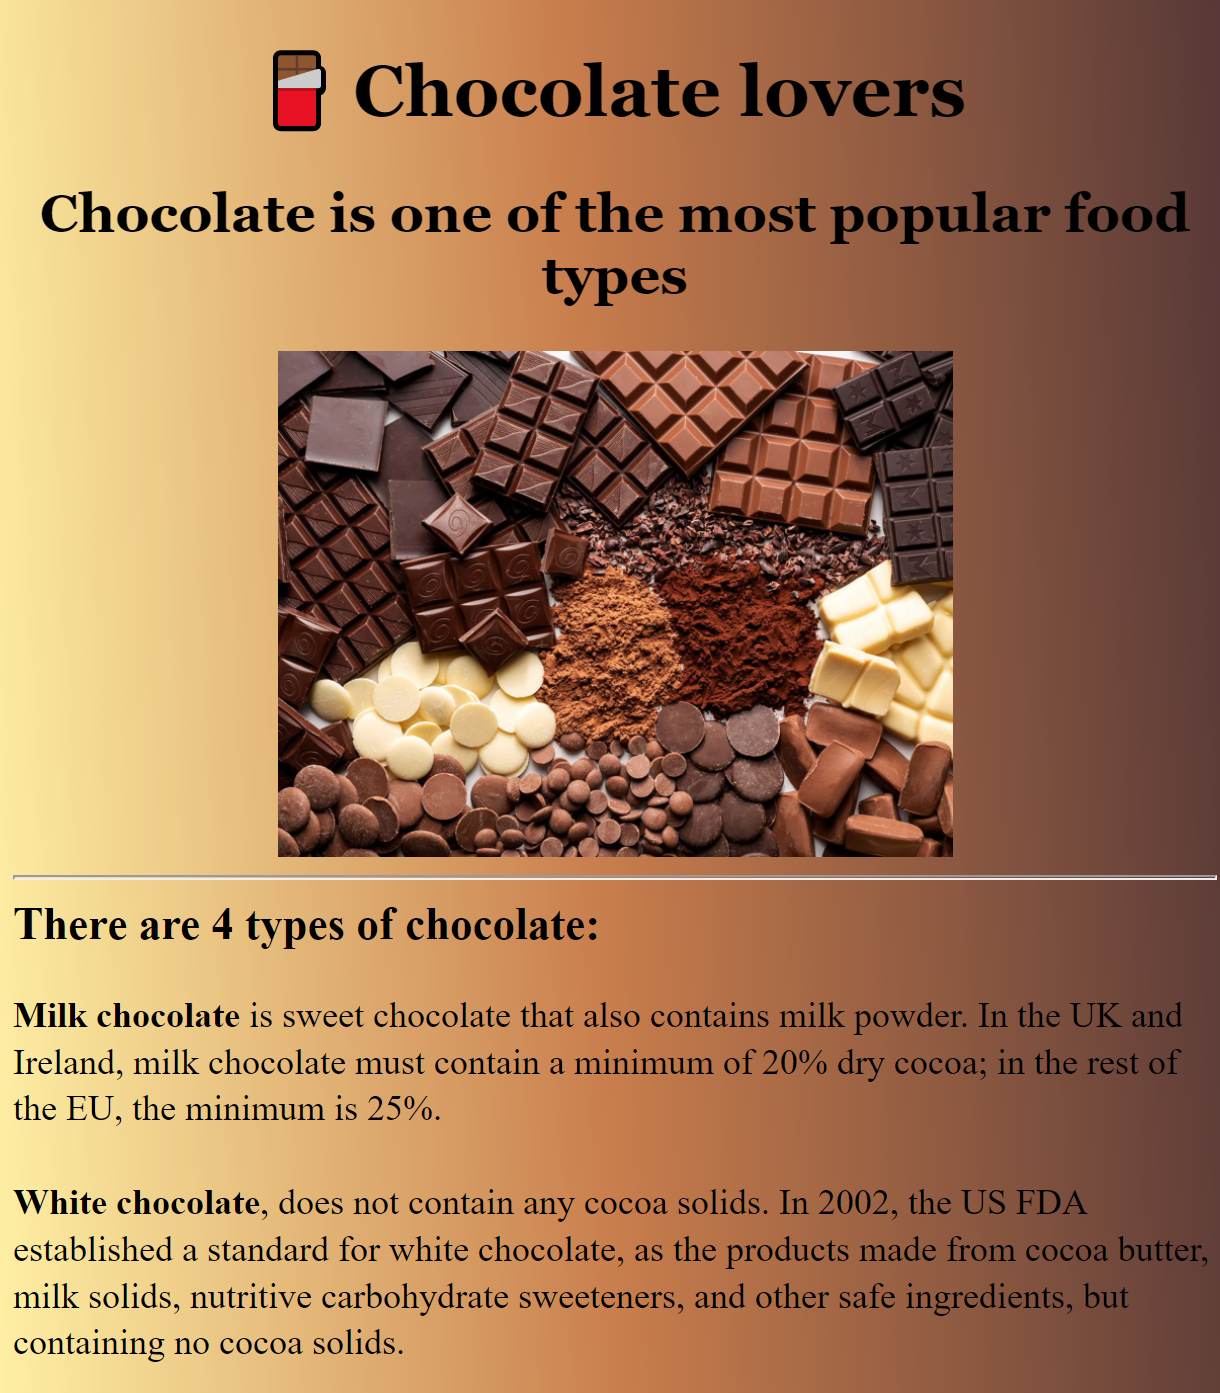 Chocolate lovers
Chocolate is one of the most popular food
types
There are 4 types of chocolate:
Milk chocolate is sweet chocolate that also contains milk powder. In the UK and
Ireland, milk chocolate must contain a minimum of 20% dry cocoa; in the rest of
the EU, the minimum is 25%.
White chocolate, does not contain any cocoa solids. In 2002, the US FDA
established a standard for white chocolate, as the products made from cocoa butter,
milk solids, nutritive carbohydrate sweeteners, and other safe ingredients, but
containing no cocoa solids.